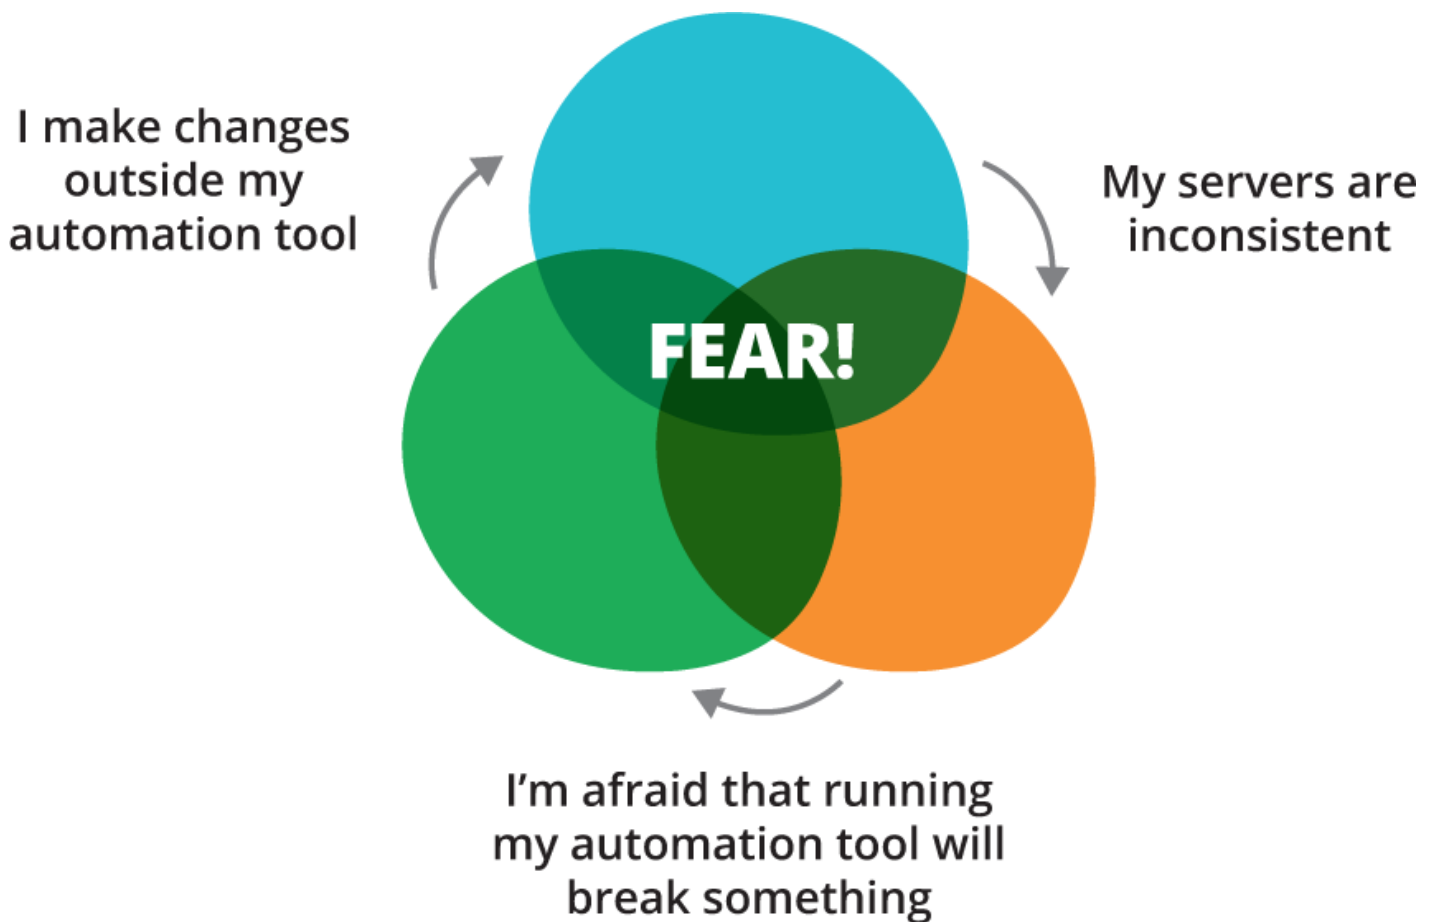 I make changes
outside my
automation tool
My servers are
inconsistent
FEAR!
I’m afraid that running
my automation tool will
break something